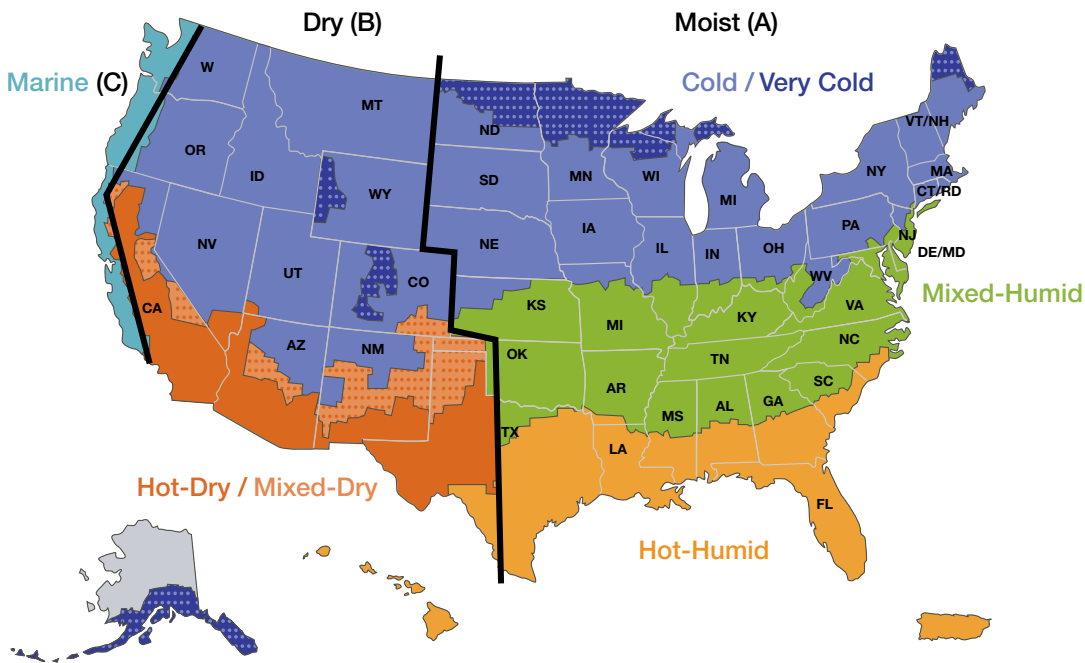 Dry (B)
Moist (A)
Marine (C)
Cold / Very Cold
W
MT
ND
VT/NH
OR
ID
WY
SD
MN
WI
MI
NY
MA
CT/RD
NV
UT
CO
NE
IA
IL
IN
OH
PA
NJ
DE/MD
WV
Mixed-Humid
CA
AZ
NM
KS
MI
KY
VA
OK
TN
NC
AR
SC
MS
AL
GA
TX
LA
FL
Hot-Dry / Mixed-Dry
Hot-Humid